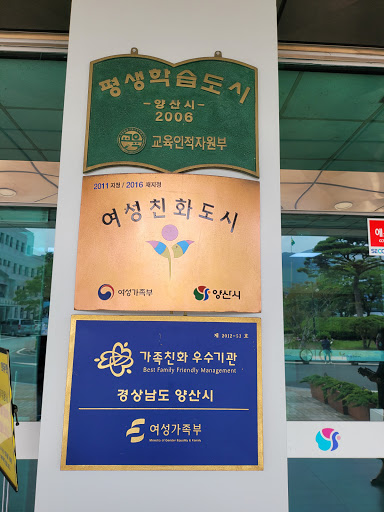 평생학습도시
-양산시-
2006
교육인적자원부
2011 지정 / 2016 재지정
여성친화도시
여성가족부 양산시
제 2012-51 호
가족친화 우수기관
Best Family Friendly Management
경상남도 양산시
여성가족부
Ministry of Gender Equality & Family